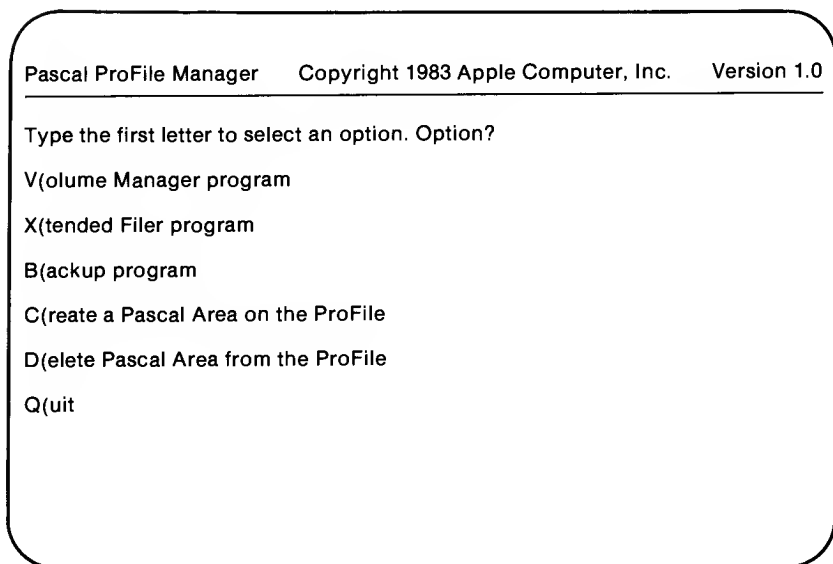 Pascal ProFile Manager Copyright 1983 Apple Computer, Inc. Version 1.0
Type the first letter to select an option. Option?
V(olume Manager program
X(tended Filer program
B(ackup program
C(reate a Pascal Area on the ProFile
D(elete Pascal Area from the ProFile
Q(uit